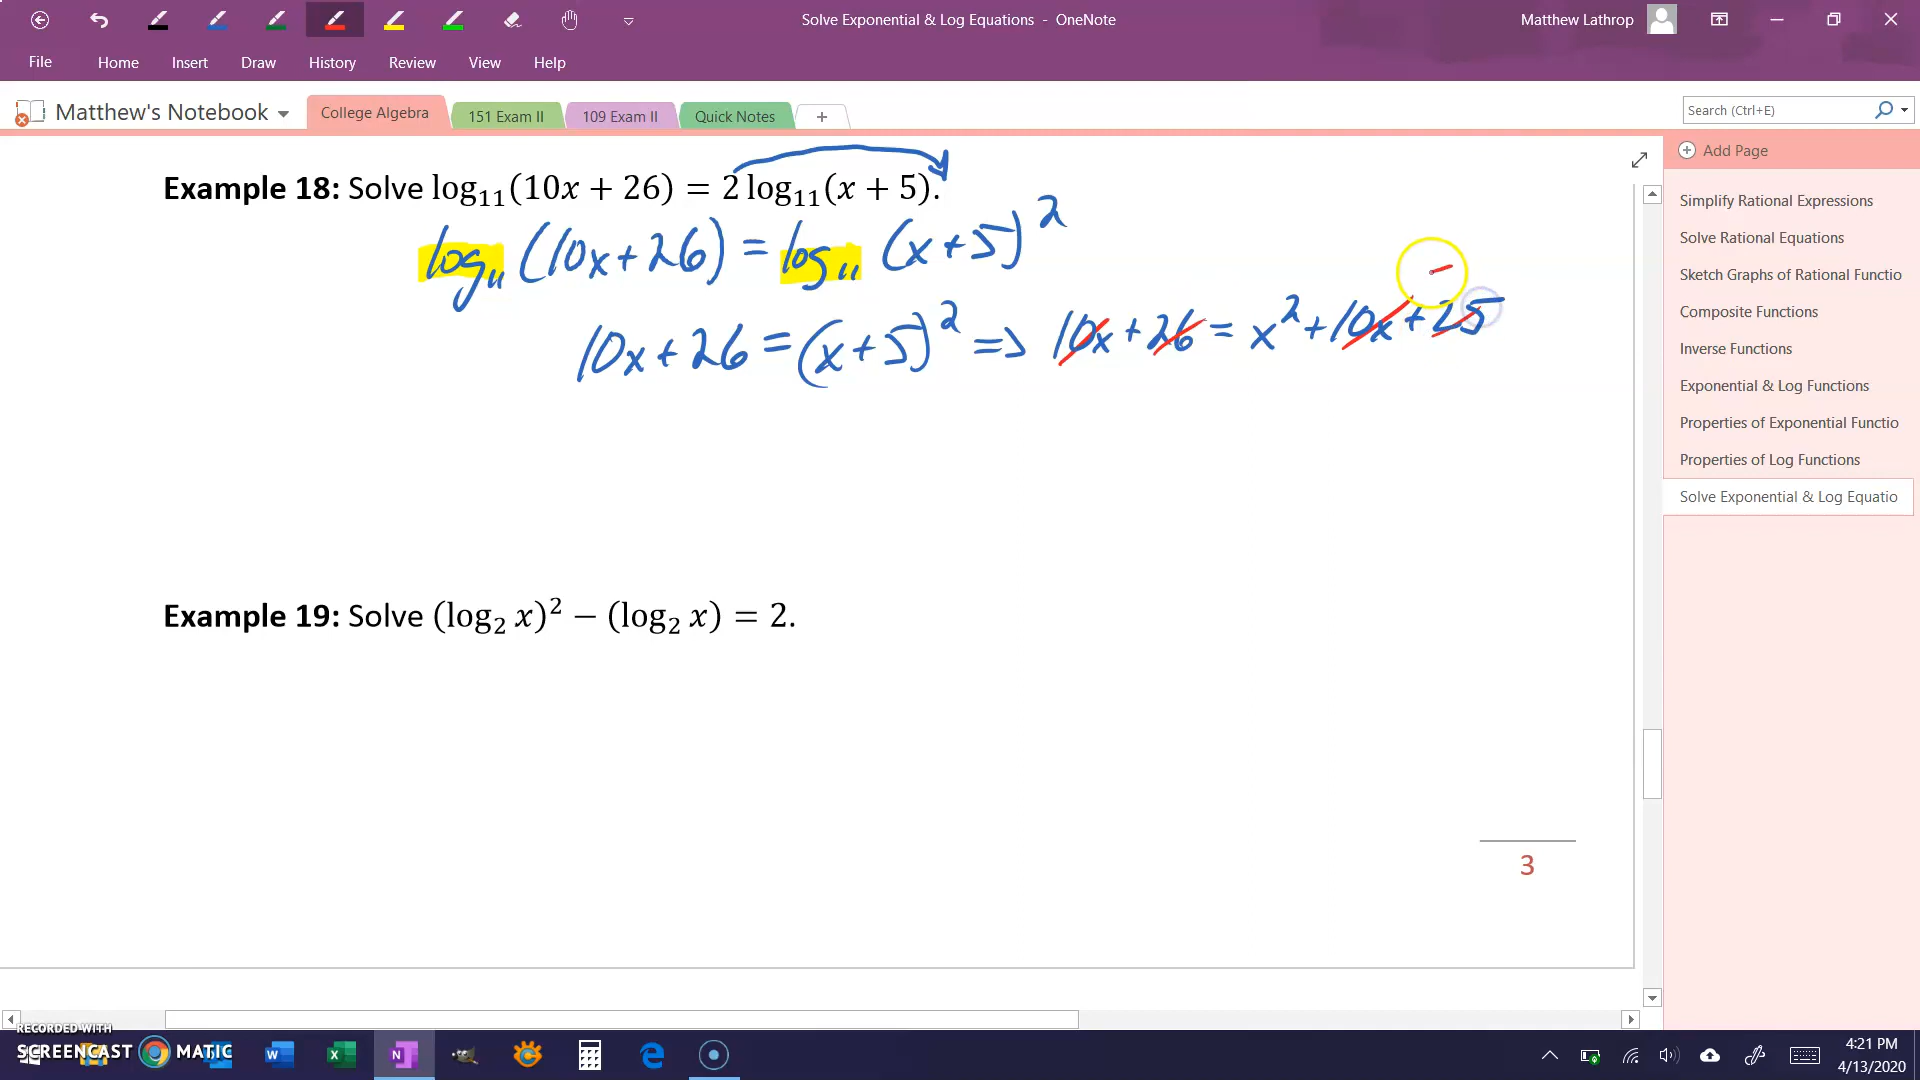 Solve Exponential & Log Equations - OneNote
Matthew Lathrop
File Home Insert Draw History Review View Help
Matthew's Notebook
College Algebra
151 Exam II
109 Exam II
Quick Notes
+
Search (Ctrl+E)
Add Page
Simplify Rational Expressions
Solve Rational Equations
Sketch Graphs of Rational Functio
Composite Functions
Inverse Functions
Exponential & Log Functions
Properties of Exponential Functio
Properties of Log Functions
Solve Exponential & Log Equatio
Example 18: Solve log₁₁(10x + 26) = 2 log₁₁(x + 5).
log₁₁ (10x+26) = log₁₁ (x+5)²
10x+26 = (x+5)² => 10x+26 = x²+10x+25
Example 19: Solve (log₂ x)² − (log₂ x) = 2.
3
RECORDED WITH
SCREENCAST MATIC
4:21 PM
4/13/2020